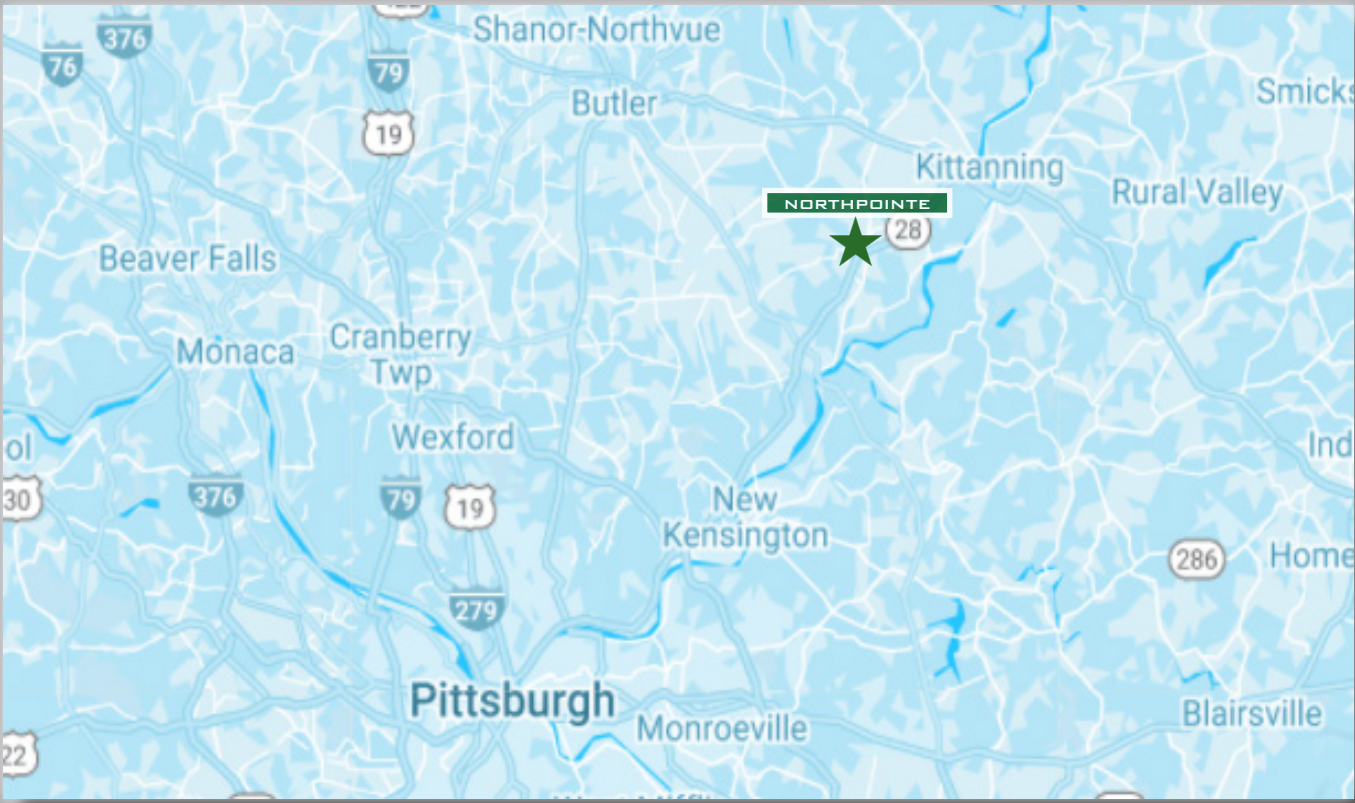 422
376
Shanor-Northvue
76
79
Smicks
Butler
19
Kittanning
Rural Valley
NORTHPOINTE
28
Beaver Falls
Cranberry
Twp
Monaca
Wexford
Ind
ol
376
79
19
30
New
Kensington
286
Home
279
Pittsburgh
Blairsville
Monroeville
22